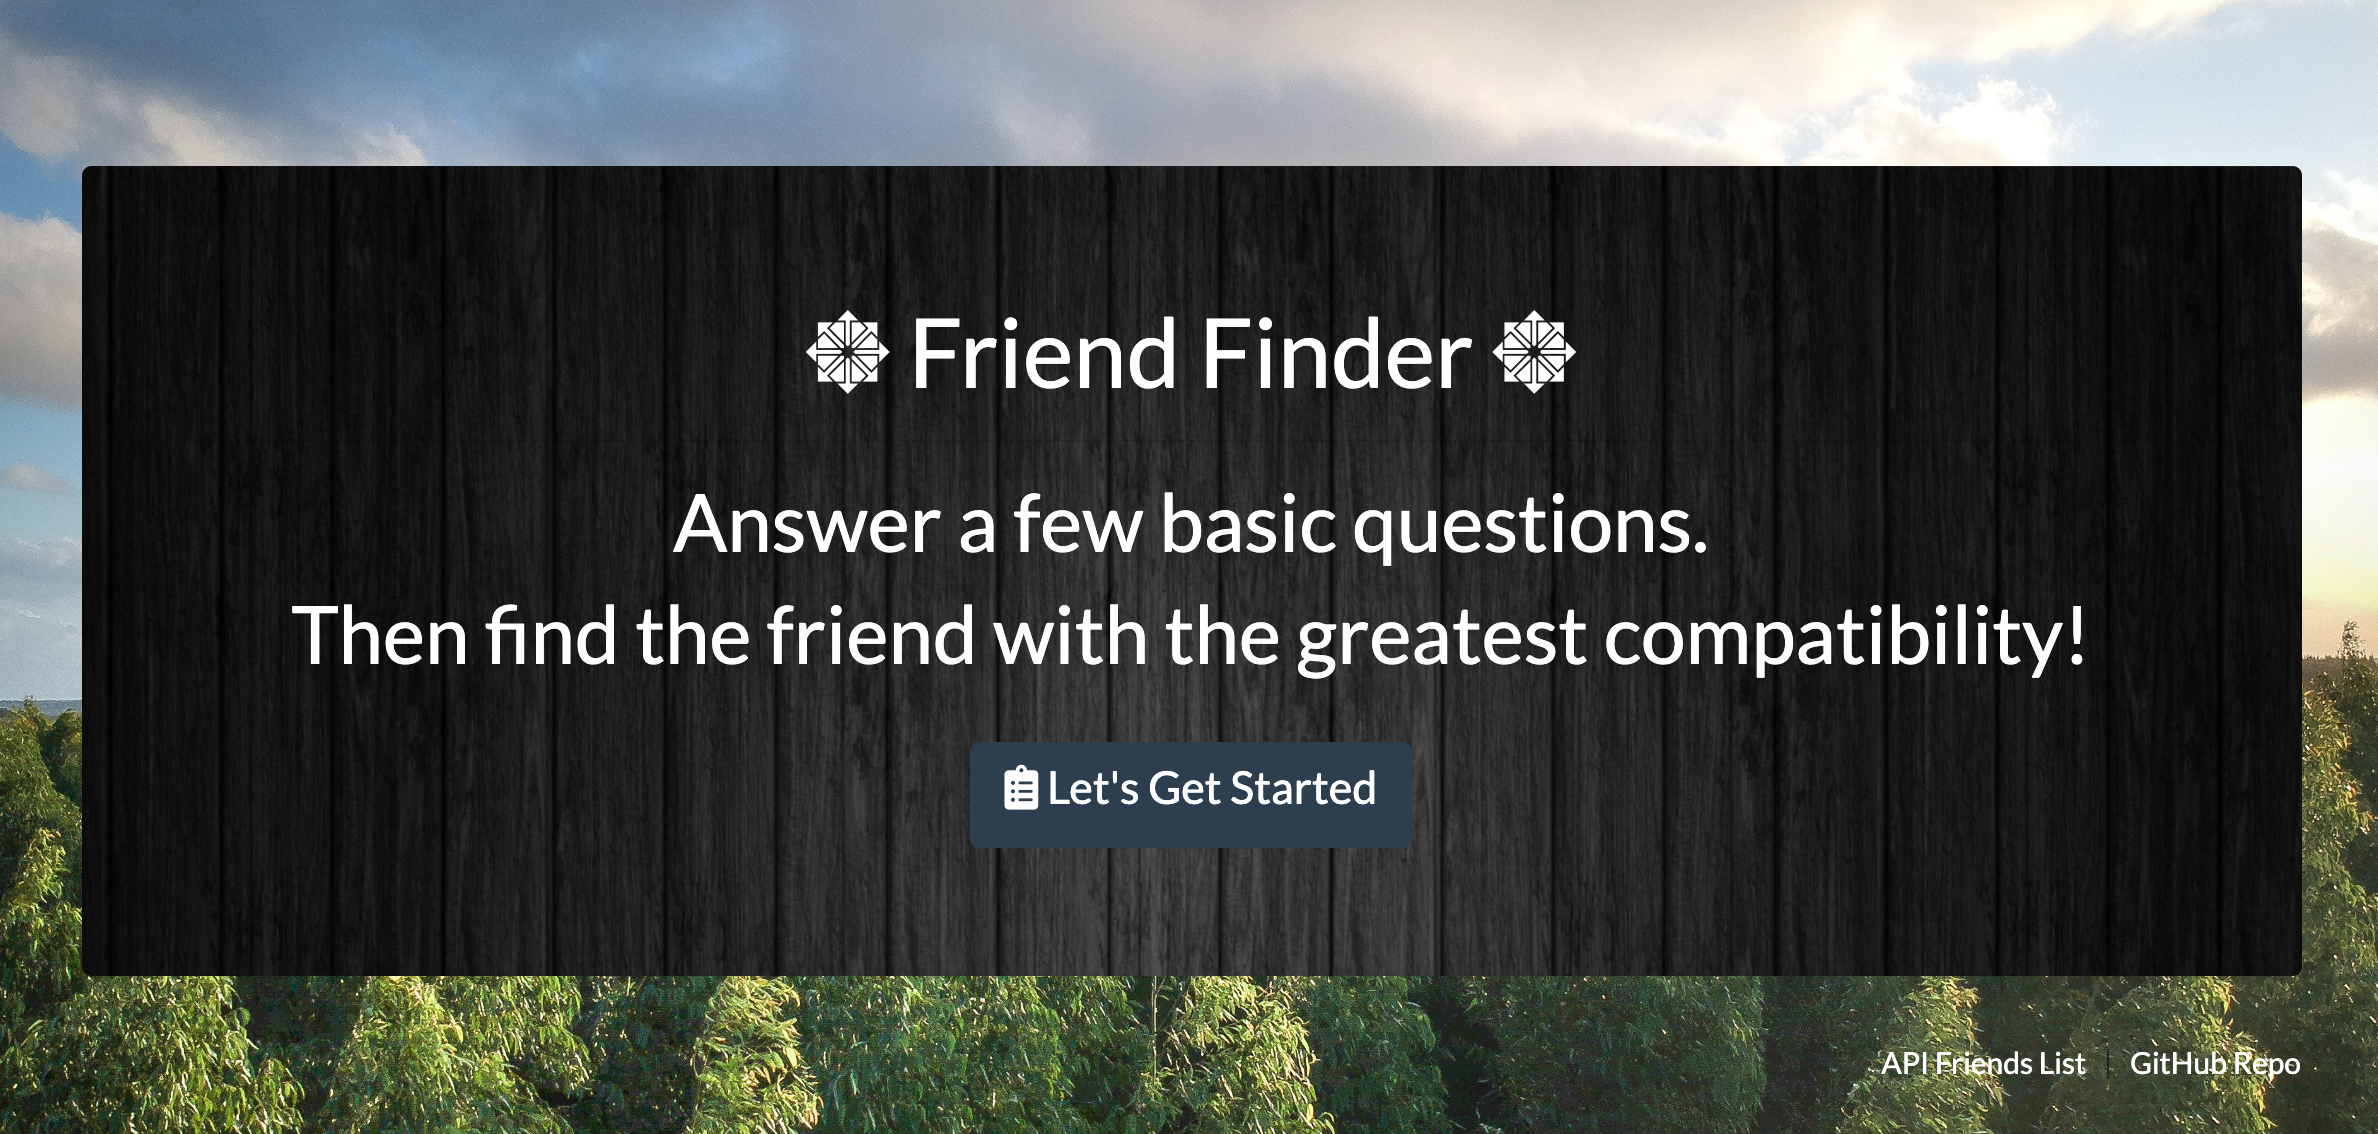 Friend Finder
Answer a few basic questions.
Then find the friend with the greatest compatibility!
Let's Get Started
API Friends List | GitHub Repo